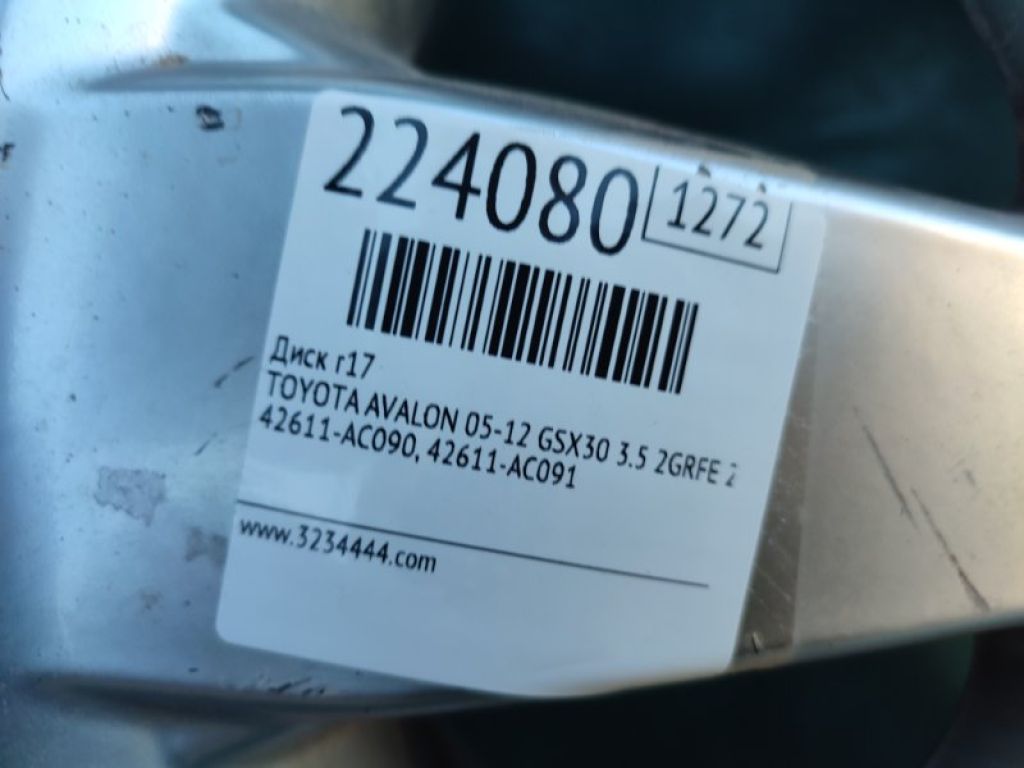 224080 1272
Диск r17
TOYOTA AVALON 05-12 GSX30 3.5 2GRFE 2
42611-AC090, 42611-AC091
www.3234444.com